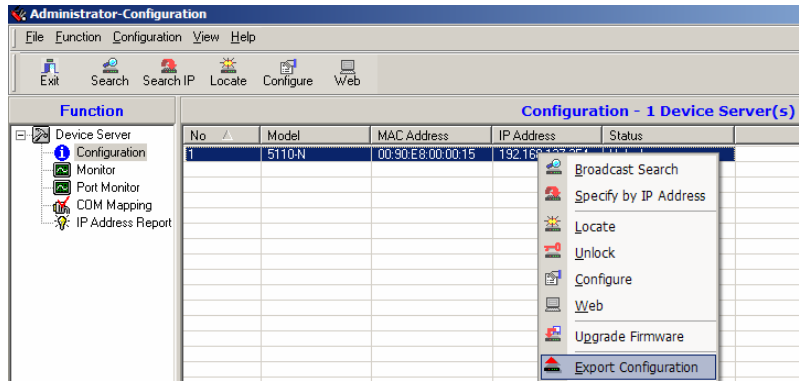 Administrator-Configuration
File Function Configuration View Help
Exit Search Search IP Locate Configure Web
Function
Configuration - 1 Device Server(s)
Device Server
Configuration
Monitor
Port Monitor
COM Mapping
IP Address Report
No Model MAC Address IP Address Status
1 5110-N 00:90:E8:00:00:15
Broadcast Search
Specify by IP Address
Locate
Unlock
Configure
Web
Upgrade Firmware
Export Configuration